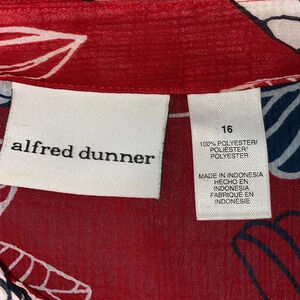 alfred dunner
16
100% POLYESTER/
POLIÉSTER/
POLYESTER
MADE IN INDONESIA
HECHO EN
INDONESIA
FABRIQUÉ EN
INDONÉSIE